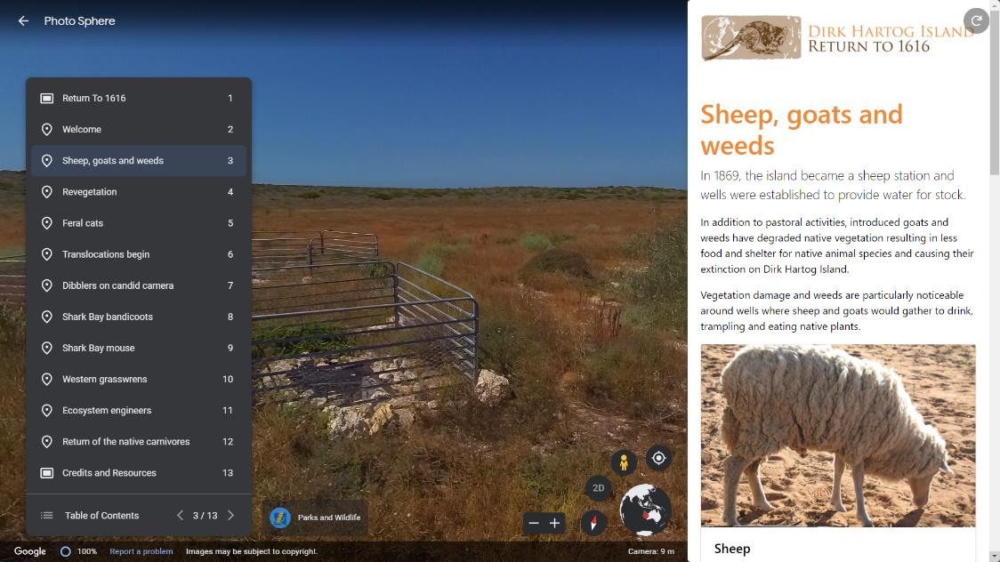 Photo Sphere
Return To 1616 1
Welcome 2
Sheep, goats and weeds 3
Revegetation 4
Feral cats 5
Translocations begin 6
Dibblers on candid camera 7
Shark Bay bandicoots 8
Shark Bay mouse 9
Western grasswrens 10
Ecosystem engineers 11
Return of the native carnivores 12
Credits and Resources 13
Table of Contents 3 / 13
Parks and Wildlife
2D
Google 100% Report a problem Images may be subject to copyright. Camera: 9 m
DIRK HARTOG ISLAND
RETURN TO 1616
Sheep, goats and
weeds
In 1869, the island became a sheep station and
wells were established to provide water for stock.
In addition to pastoral activities, introduced goats and
weeds have degraded native vegetation resulting in less
food and shelter for native animal species and causing their
extinction on Dirk Hartog Island.
Vegetation damage and weeds are particularly noticeable
around wells where sheep and goats would gather to drink,
trampling and eating native plants.
Sheep